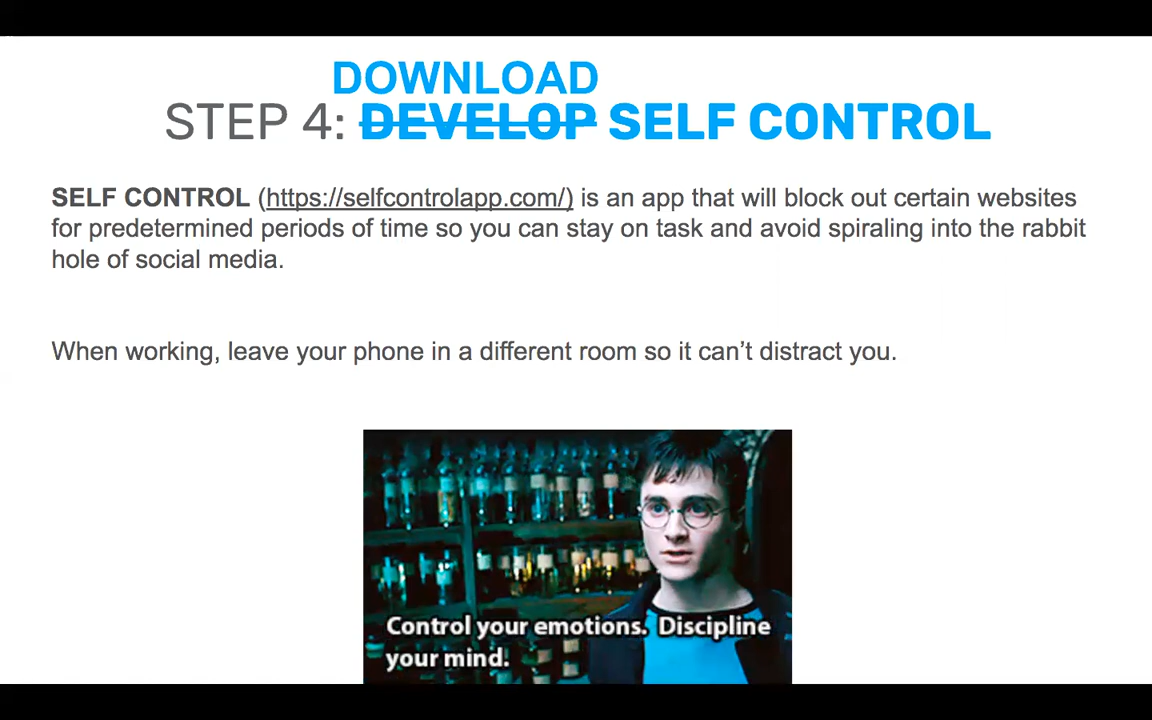 DOWNLOAD
STEP 4: DEVELOP SELF CONTROL
SELF CONTROL (https://selfcontrolapp.com/) is an app that will block out certain websites
for predetermined periods of time so you can stay on task and avoid spiraling into the rabbit
hole of social media.
When working, leave your phone in a different room so it can’t distract you.
Control your emotions. Discipline
your mind.